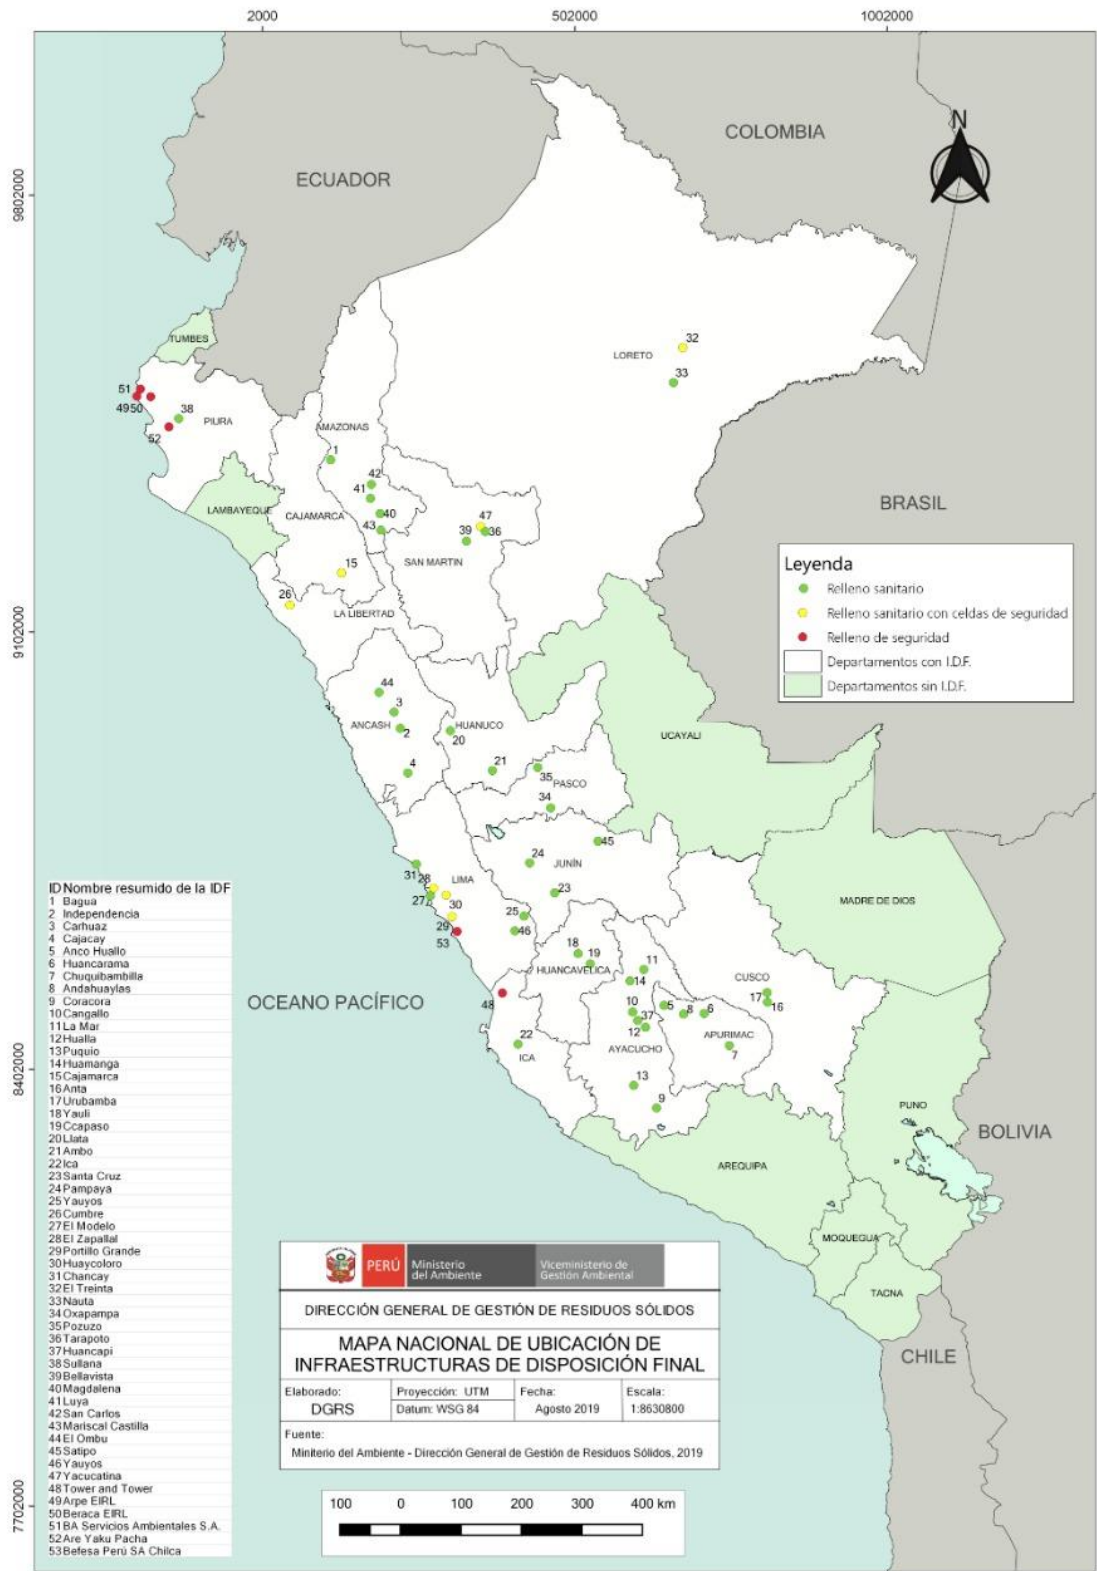 2000 502000 1002000
9802000
9102000
8402000
7702000
COLOMBIA
N
ECUADOR
TUMBES
LORETO
32
33
51
49 50
38
PIURA
52
AMAZONAS
1
42
41
BRASIL
LAMBAYEQUE
CAJAMARCA
40
43
47
39
36
SAN MARTIN
15
26
LA LIBERTAD
Leyenda
Relleno sanitario
Relleno sanitario con celdas de seguridad
Relleno de seguridad
Departamentos con I.D.F.
Departamentos sin I.D.F.
44
3
ANCASH
2
HUANUCO
20
UCAYALI
4
21
35
PASCO
34
45
24
JUNÍN
31
28
LIMA
27
23
30
25
29
46
53
MADRE DE DIOS
18
19
HUANCAVELICA
11
14
CUSCO
17
16
OCEANO PACÍFICO
48
10
37
5
8
6
12
APURIMAC
22
ICA
AYACUCHO
7
13
9
PUNO
BOLIVIA
AREQUIPA
MOQUEGUA
TACNA
CHILE
ID Nombre resumido de la IDF
1 Bagua
2 Independencia
3 Carhuaz
4 Cajacay
5 Anco Huallo
6 Huancarama
7 Chuquibambilla
8 Andahuaylas
9 Coracora
10 Cangallo
11 La Mar
12 Hualla
13 Puquio
14 Huamanga
15 Cajamarca
16 Anta
17 Urubamba
18 Yauli
19 Ccapaso
20 Llata
21 Ambo
22 Ica
23 Santa Cruz
24 Pampaya
25 Yauyos
26 Cumbre
27 El Modelo
28 El Zapallal
29 Portillo Grande
30 Huaycoloro
31 Chancay
32 El Treinta
33 Nauta
34 Oxapampa
35 Pozuzo
36 Tarapoto
37 Huancapi
38 Sullana
39 Bellavista
40 Magdalena
41 Luya
42 San Carlos
43 Mariscal Castilla
44 El Ombu
45 Satipo
46 Yauyos
47 Yacucatina
48 Tower and Tower
49 Arpe EIRL
50 Beraca EIRL
51 BA Servicios Ambientales S.A.
52 Are Yaku Pacha
53 Befesa Perú SA Chilca
PERÚ Ministerio del Ambiente Viceministerio de Gestión Ambiental
DIRECCIÓN GENERAL DE GESTIÓN DE RESIDUOS SÓLIDOS
MAPA NACIONAL DE UBICACIÓN DE
INFRAESTRUCTURAS DE DISPOSICIÓN FINAL
Elaborado: Proyección: UTM Fecha: Escala:
DGRS Datum: WSG 84 Agosto 2019 1:8630800
Fuente:
Miniterio del Ambiente - Dirección General de Gestión de Residuos Sólidos, 2019
100 0 100 200 300 400 km